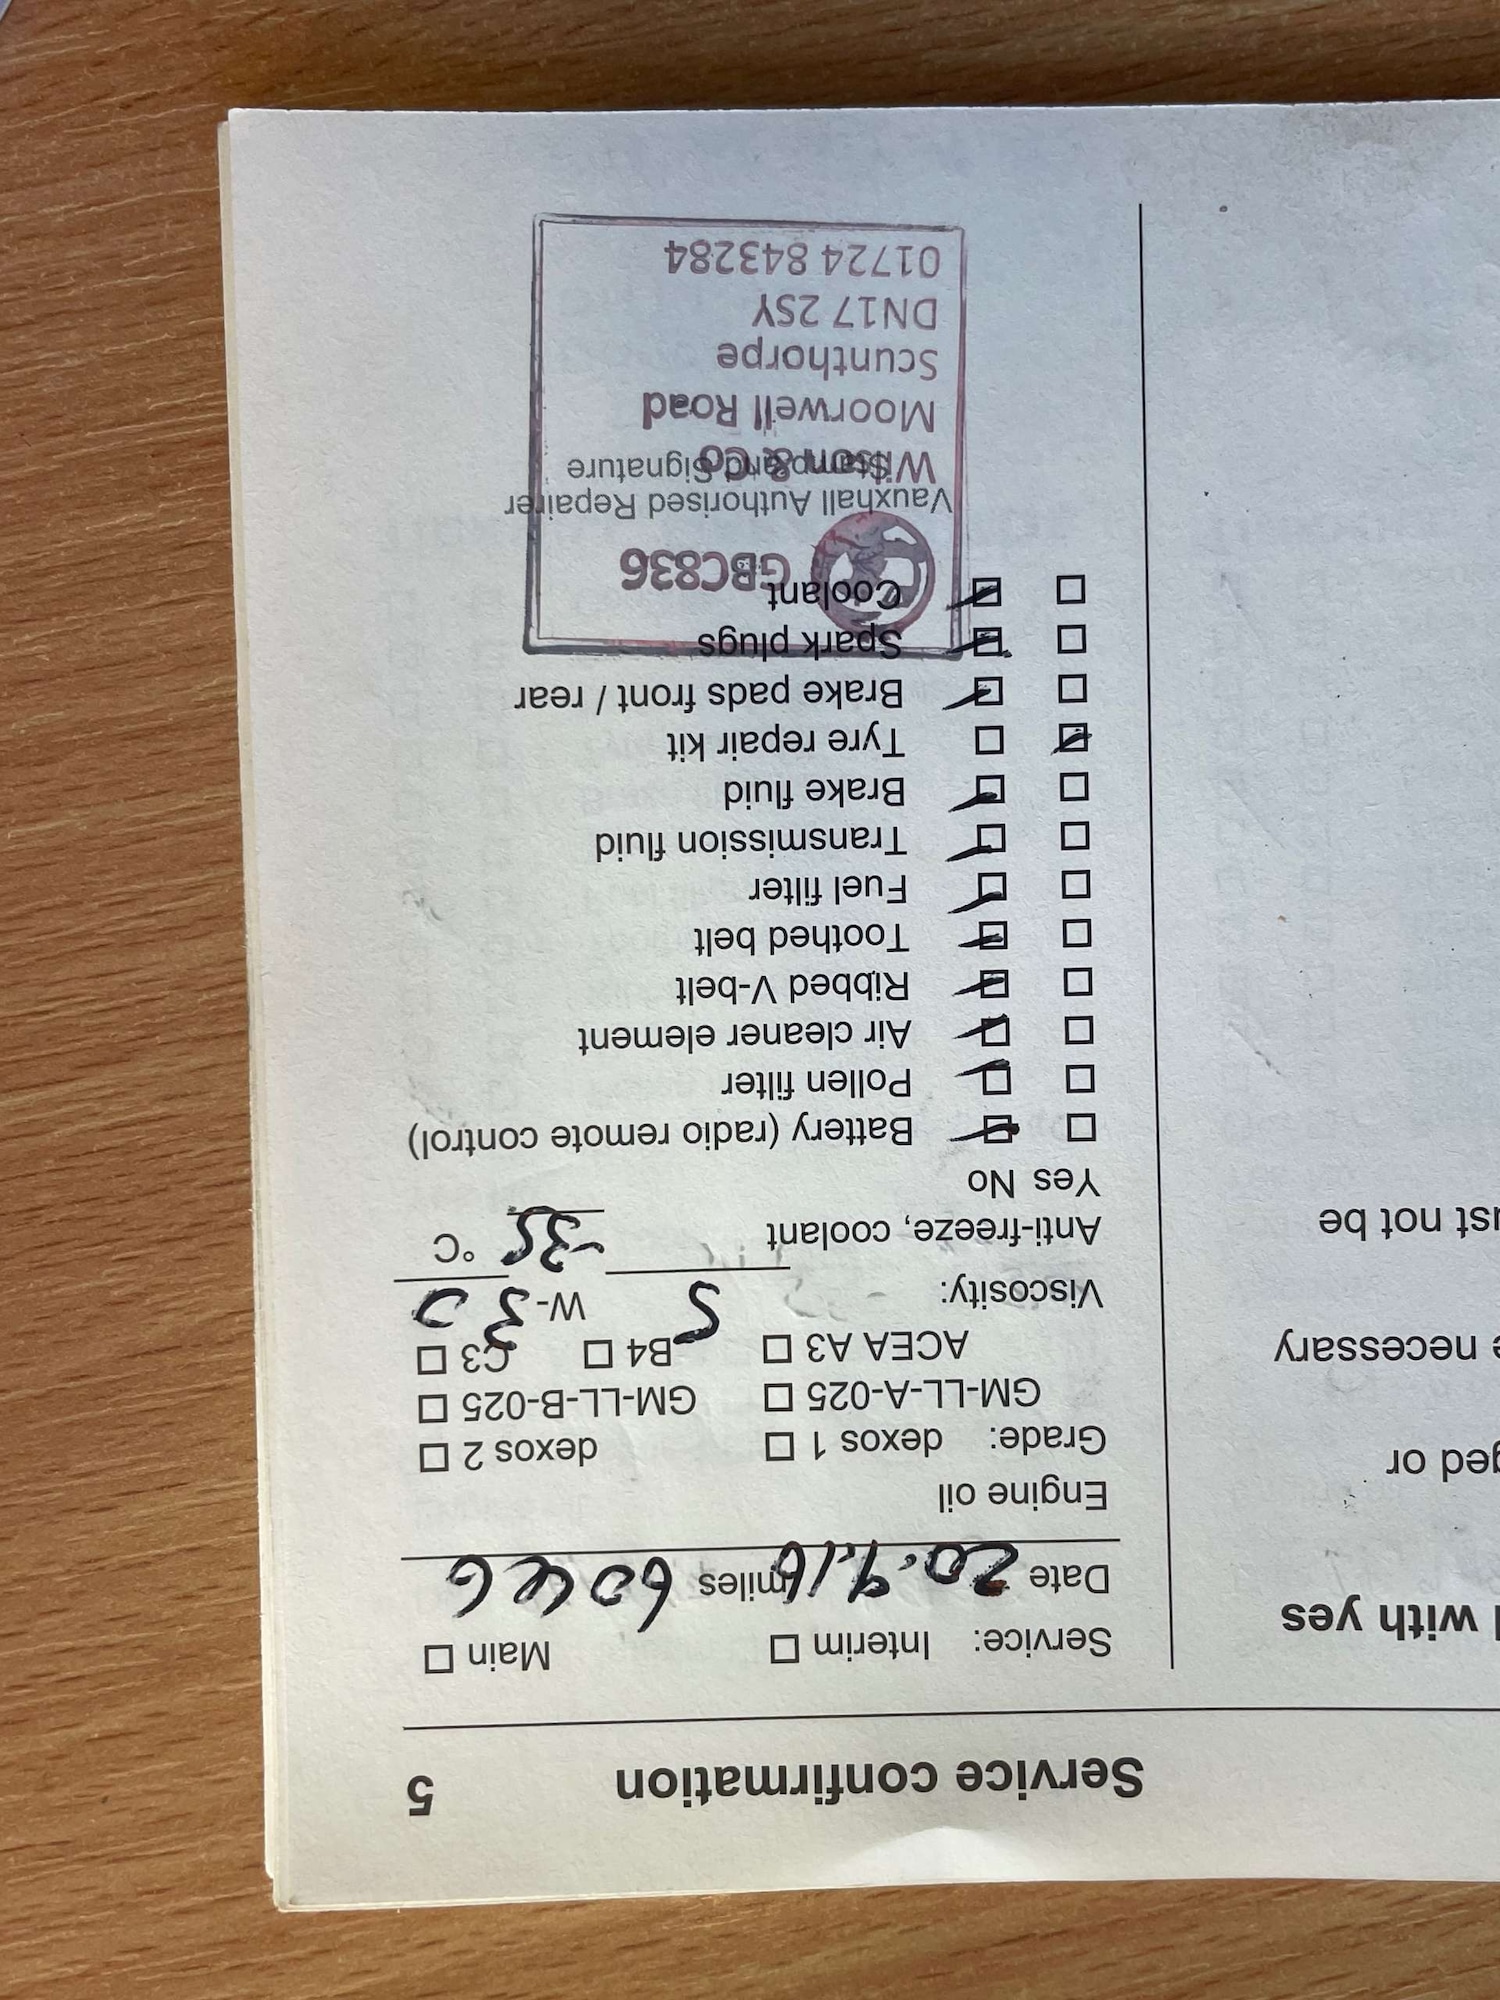 Service confirmation 5
with yes
ged or
necessary
ust not be
Service: Interim ☐ Main ☐
Date 20.9.16 miles
Engine oil
Grade: dexos 1 ☐ dexos 2 ☐
GM-LL-A-025 ☐ GM-LL-B-025 ☐
ACEA A3 ☐ B4 ☐ C3 ☐
Viscosity: 5 W-30
Anti-freeze, coolant -35 °C
Yes No
Battery (radio remote control)
Pollen filter
Air cleaner element
Ribbed V-belt
Toothed belt
Fuel filter
Transmission fluid
Brake fluid
Tyre repair kit
Brake pads front / rear
Spark plugs
Coolant
GBC836
Vauxhall Authorised Repairer
Stamp and Signature
Wilson & Co
Moorwell Road
Scunthorpe
DN17 2SY
01724 843284